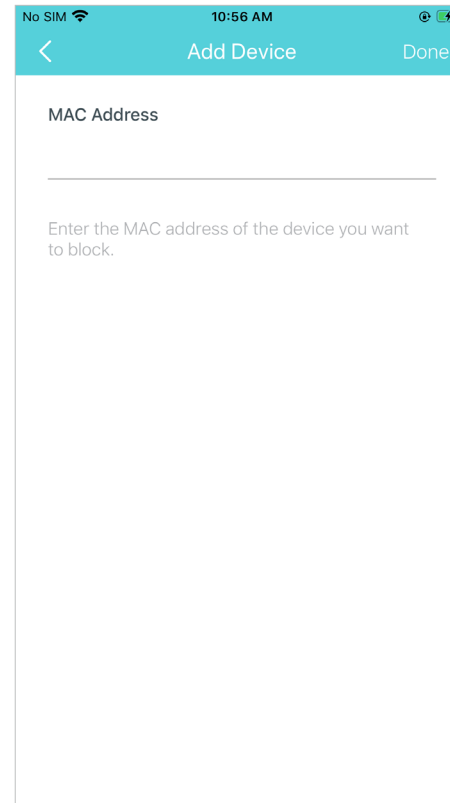 No SIM 10:56 AM
Add Device Done
MAC Address
Enter the MAC address of the device you want
to block.